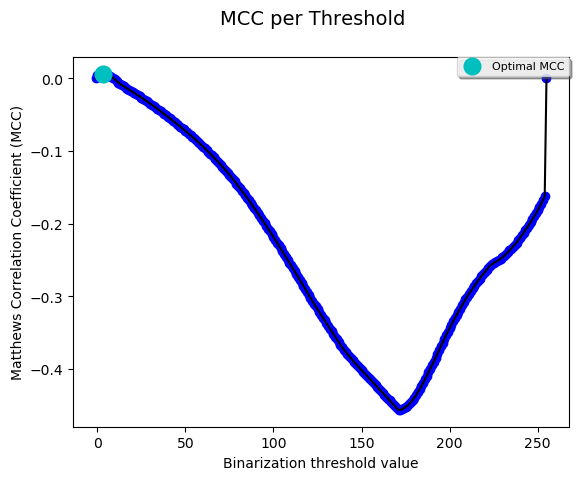 MCC per Threshold
Optimal MCC
Matthews Correlation Coefficient (MCC)
0.0
−0.1
−0.2
−0.3
−0.4
0
50
100
150
200
250
Binarization threshold value